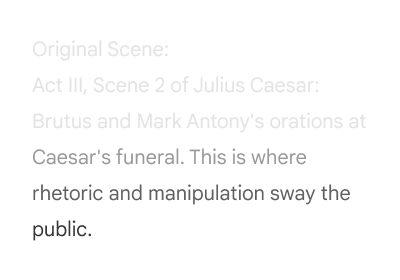 Original Scene:
Act III, Scene 2 of Julius Caesar:
Brutus and Mark Antony's orations at
Caesar's funeral. This is where
rhetoric and manipulation sway the
public.